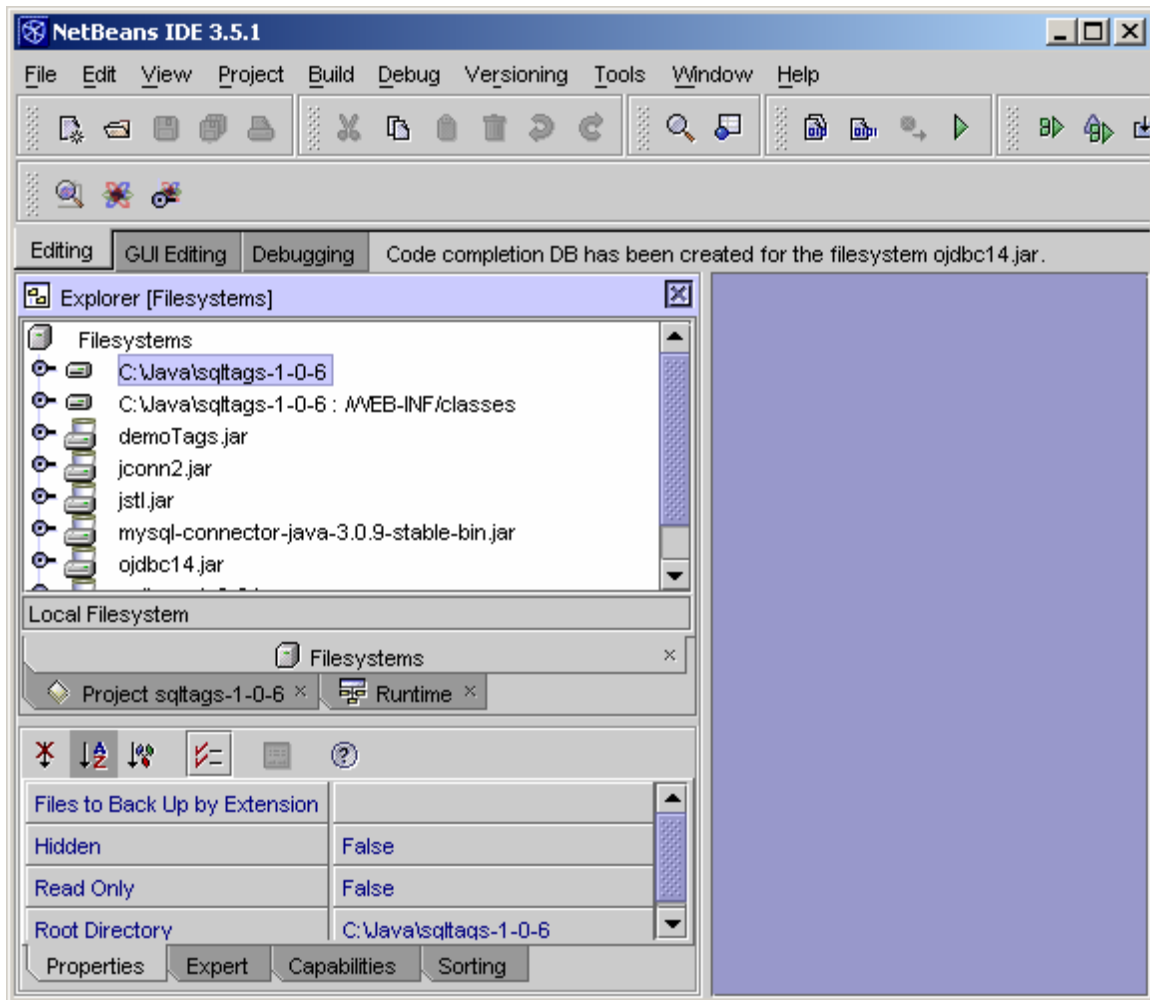 NetBeans IDE 3.5.1
File Edit View Project Build Debug Versioning Tools Window Help
Editing GUI Editing Debugging Code completion DB has been created for the filesystem ojdbc14.jar.
Explorer [Filesystems]
Filesystems
C:\Java\sqltags-1-0-6
C:\Java\sqltags-1-0-6 : /WEB-INF/classes
demoTags.jar
jconn2.jar
jstl.jar
mysql-connector-java-3.0.9-stable-bin.jar
ojdbc14.jar
Local Filesystem
Filesystems
Project sqltags-1-0-6 Runtime
Files to Back Up by Extension
Hidden False
Read Only False
Root Directory C:\Java\sqltags-1-0-6
Properties Expert Capabilities Sorting